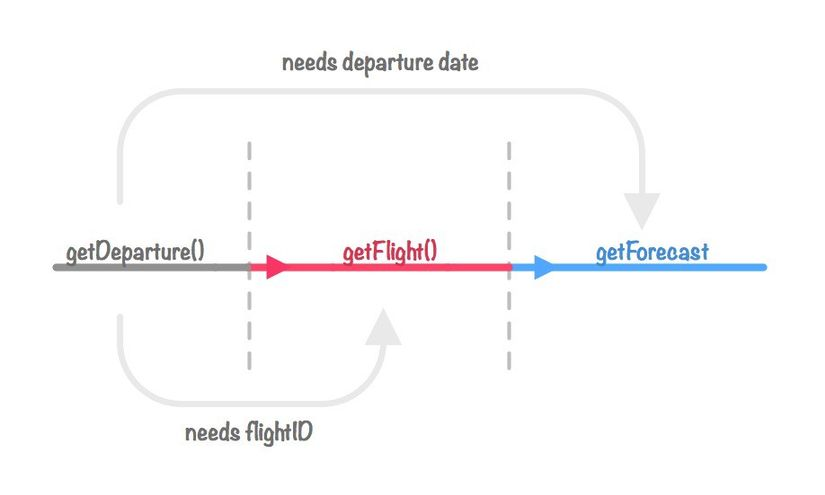 needs departure date
getDeparture()
getFlight()
getForecast
needs flightID